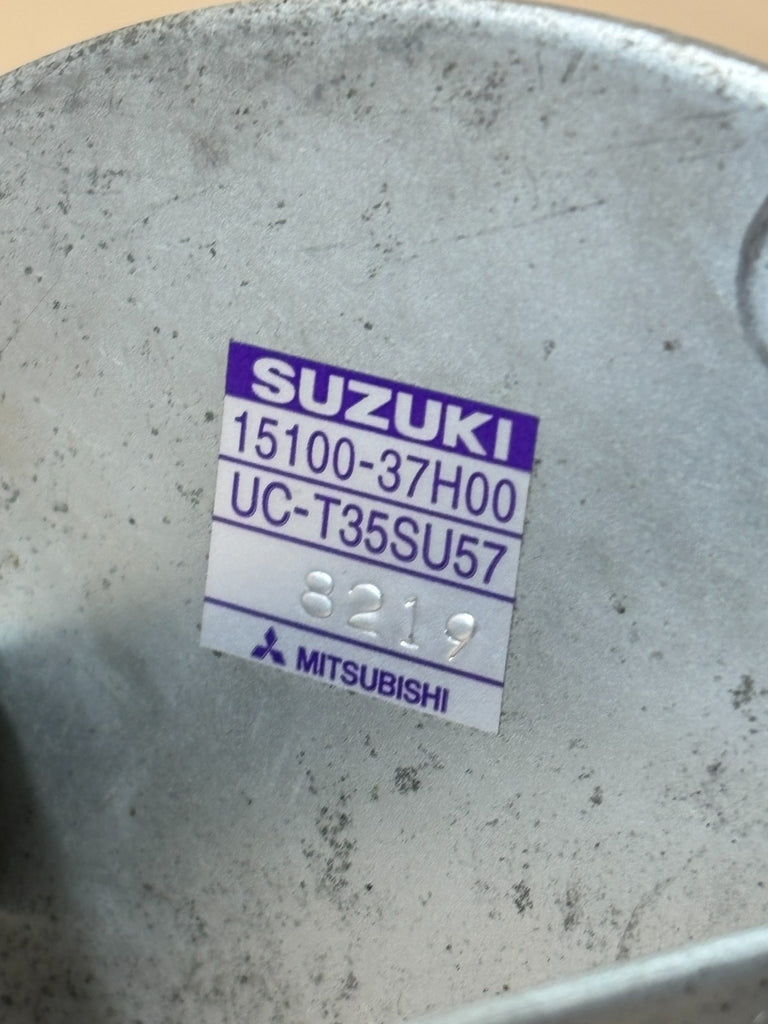 SUZUKI
15100-37H00
UC-T35SU57
8219
MITSUBISHI